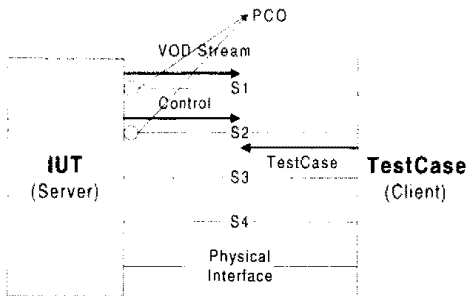 PCO
VOD Stream
S1
Control
S2
TestCase
IUT
(Server)
TestCase
(Client)
S3
S4
Physical
Interface